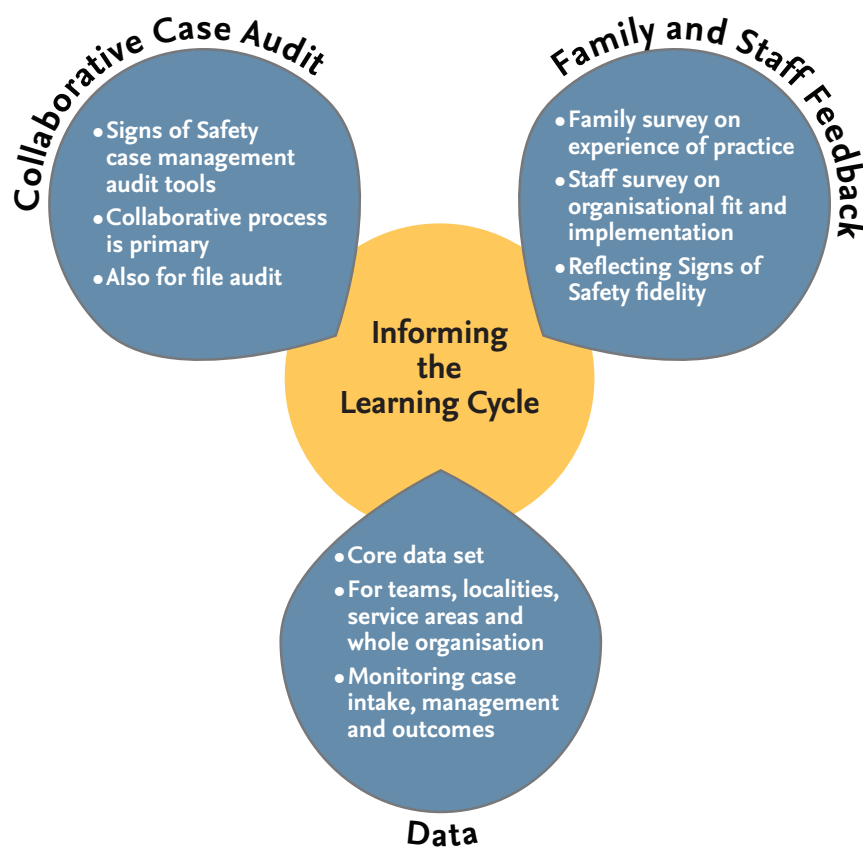 Collaborative Case Audit
• Signs of Safety
case management
audit tools
• Collaborative process
is primary
• Also for file audit
Family and Staff Feedback
• Family survey on
experience of practice
• Staff survey on
organisational fit and
implementation
• Reflecting Signs of
Safety fidelity
Informing
the
Learning Cycle
• Core data set
• For teams, localities,
service areas and
whole organisation
• Monitoring case
intake, management
and outcomes
Data